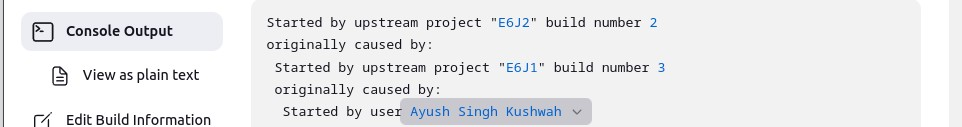 Console Output
View as plain text
Edit Build Information
Started by upstream project "E6J2" build number 2
originally caused by:
Started by upstream project "E6J1" build number 3
originally caused by:
Started by user Ayush Singh Kushwah